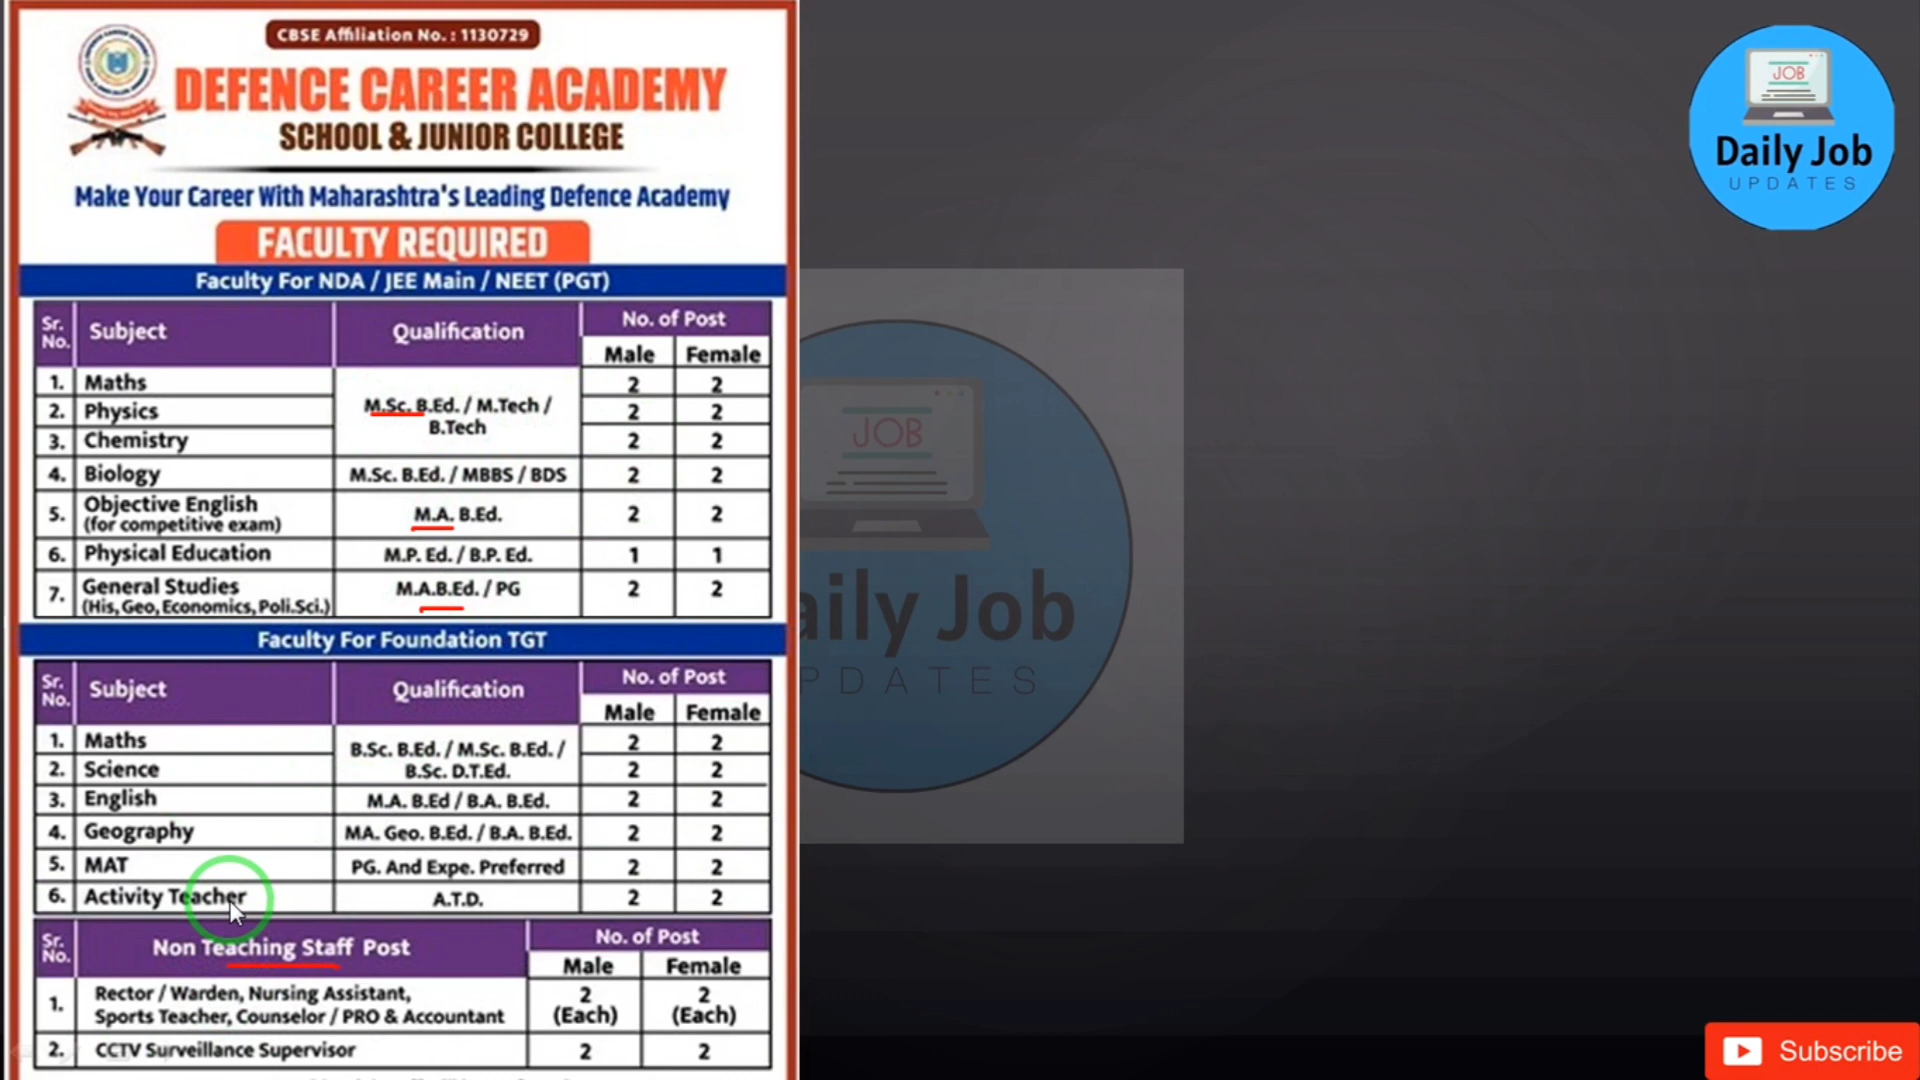 CBSE Affiliation No. : 1130729
DEFENCE CAREER ACADEMY
SCHOOL & JUNIOR COLLEGE
Make Your Career With Maharashtra's Leading Defence Academy
FACULTY REQUIRED
Faculty For NDA / JEE Main / NEET (PGT)
Sr. No. Subject Qualification No. of Post
Male Female
1. Maths 2 2
M.Sc. B.Ed. / M.Tech /
2. Physics 2 2
B.Tech
3. Chemistry 2 2
4. Biology M.Sc. B.Ed. / MBBS / BDS 2 2
5. Objective English M.A. B.Ed. 2 2
(for competitive exam)
6. Physical Education M.P. Ed. / B.P. Ed. 1 1
7. General Studies M.A.B.Ed. / PG 2 2
(His, Geo, Economics, Poli.Sci.)
Faculty For Foundation TGT
Sr. No. Subject Qualification No. of Post
Male Female
1. Maths 2 2
B.Sc. B.Ed. / M.Sc. B.Ed. /
2. Science 2 2
B.Sc. D.T.Ed.
3. English M.A. B.Ed / B.A. B.Ed. 2 2
4. Geography MA. Geo. B.Ed. / B.A. B.Ed. 2 2
5. MAT PG. And Expe. Preferred 2 2
6. Activity Teacher A.T.D. 2 2
Sr. No. Non Teaching Staff Post No. of Post
Male Female
1. Rector / Warden, Nursing Assistant, 2 2
Sports Teacher, Counselor / PRO & Accountant (Each) (Each)
2. CCTV Surveillance Supervisor 2 2
JOB
Daily Job
UPDATES
JOB
aily Job
PDATES
Subscribe